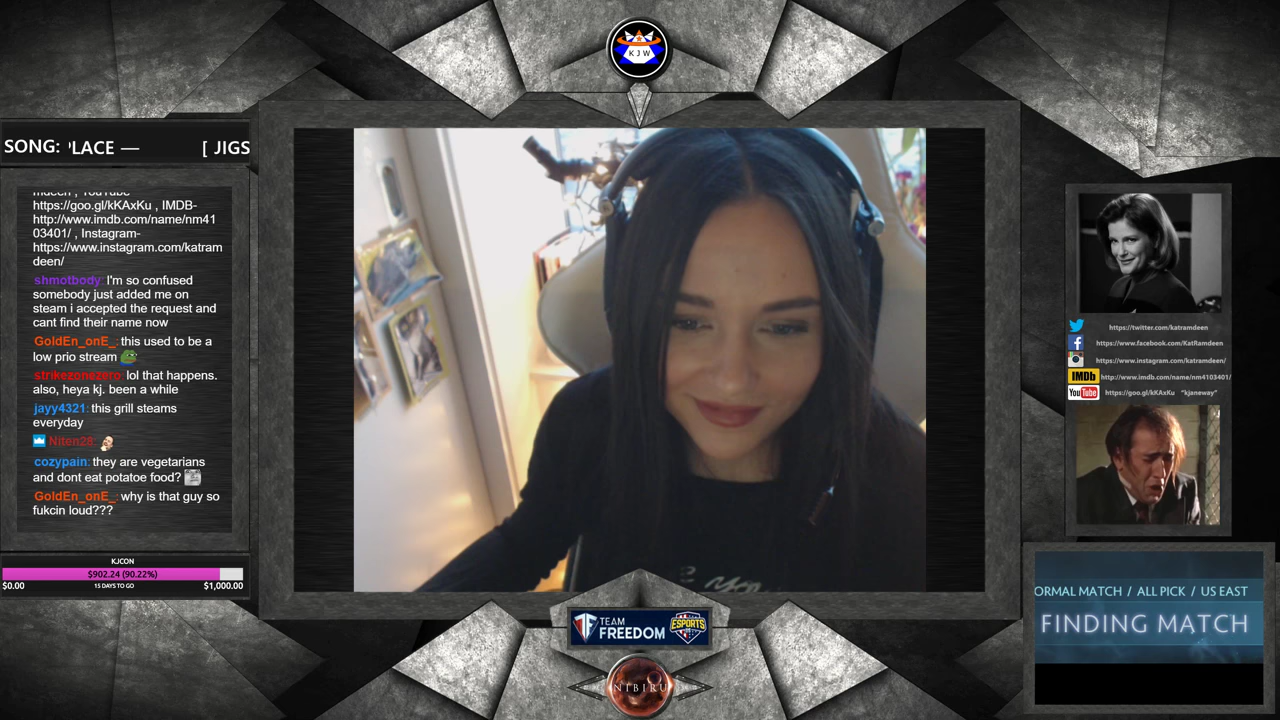 KJW
SONG: 'LACE — [ JIGS
https://goo.gl/kKAxKu , IMDB-
http://www.imdb.com/name/nm41
03401/ , Instagram-
https://www.instagram.com/katram
deen/
shmotbody: I'm so confused
somebody just added me on
steam i accepted the request and
cant find their name now
GoldEn_onE_: this used to be a
low prio stream
strikezonezero: lol that happens.
also, heya kj. been a while
jayy4321: this grill steams
everyday
Niten28:
cozypain: they are vegetarians
and dont eat potatoe food?
GoldEn_onE_: why is that guy so
fukcin loud???
KJCON
$902.24 (90.22%)
$0.00 15 DAYS TO GO $1,000.00
https://twitter.com/katramdeen
https://www.facebook.com/KatRamdeen
https://www.instagram.com/katramdeen/
IMDb http://www.imdb.com/name/nm4103401/
YouTube https://goo.gl/kKAxKu "kjaneway"
ORMAL MATCH / ALL PICK / US EAST
FINDING MATCH
TEAM
FREEDOM
ESPORTS
NIBIRU